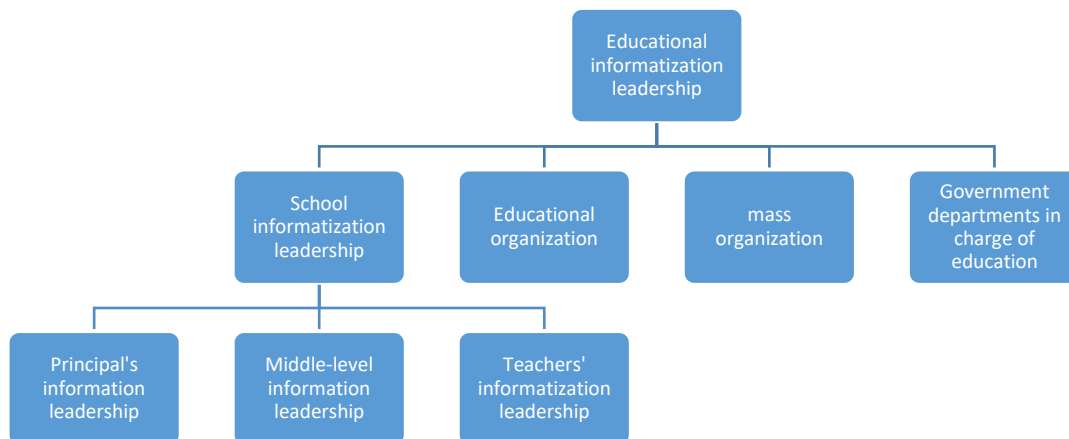 Educational
informatization
leadership
School
informatization
leadership
Educational
organization
mass
organization
Government
departments in
charge of
education
Principal's
information
leadership
Middle-level
information
leadership
Teachers'
informatization
leadership